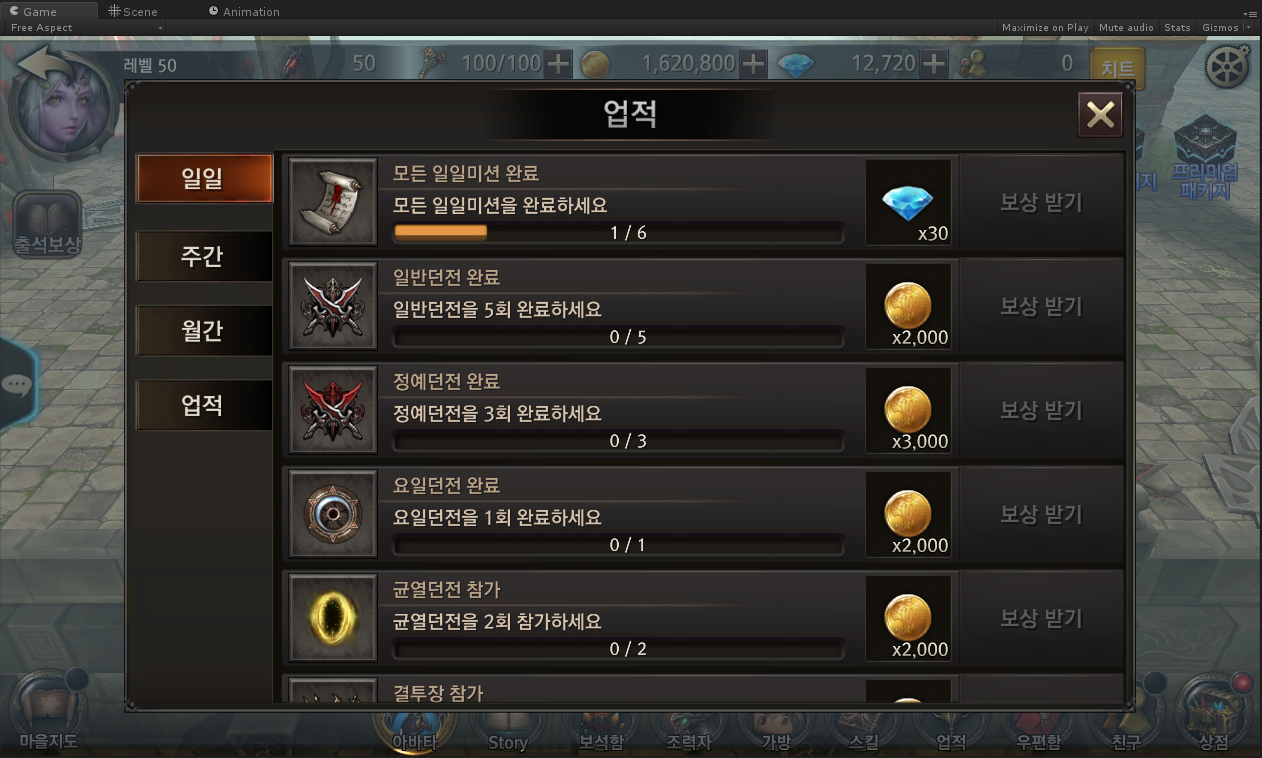 Game Scene Animation
Free Aspect Maximize on Play Mute audio Stats Gizmos
레벨 50 50 100/100 1,620,800 12,720 0 치트
업적
일일
주간
월간
업적
출석보상
프리미엄
패키지
지
모든 일일미션 완료
모든 일일미션을 완료하세요
1 / 6
x30
보상 받기
일반던전 완료
일반던전을 5회 완료하세요
0 / 5
x2,000
보상 받기
정예던전 완료
정예던전을 3회 완료하세요
0 / 3
x3,000
보상 받기
요일던전 완료
요일던전을 1회 완료하세요
0 / 1
x2,000
보상 받기
균열던전 참가
균열던전을 2회 참가하세요
0 / 2
x2,000
보상 받기
결투장 참가
마을지도 아바타 Story 보석함 조력자 가방 스킬 업적 우편함 친구 상점